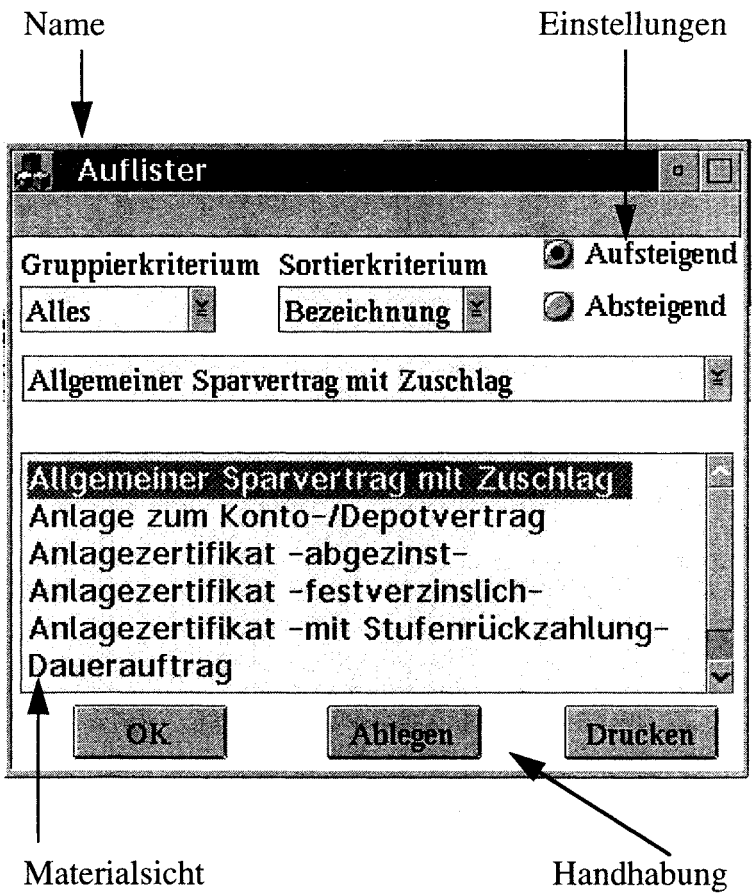 Name Einstellungen
Auflister
Aufsteigend
Gruppierkriterium Sortierkriterium
Alles Bezeichnung Absteigend
Allgemeiner Sparvertrag mit Zuschlag
Allgemeiner Sparvertrag mit Zuschlag
Anlage zum Konto-/Depotvertrag
Anlagezertifikat -abgezinst-
Anlagezertifikat -festverzinslich-
Anlagezertifikat -mit Stufenrückzahlung-
Dauerauftrag
OK Ablegen Drucken
Materialsicht Handhabung